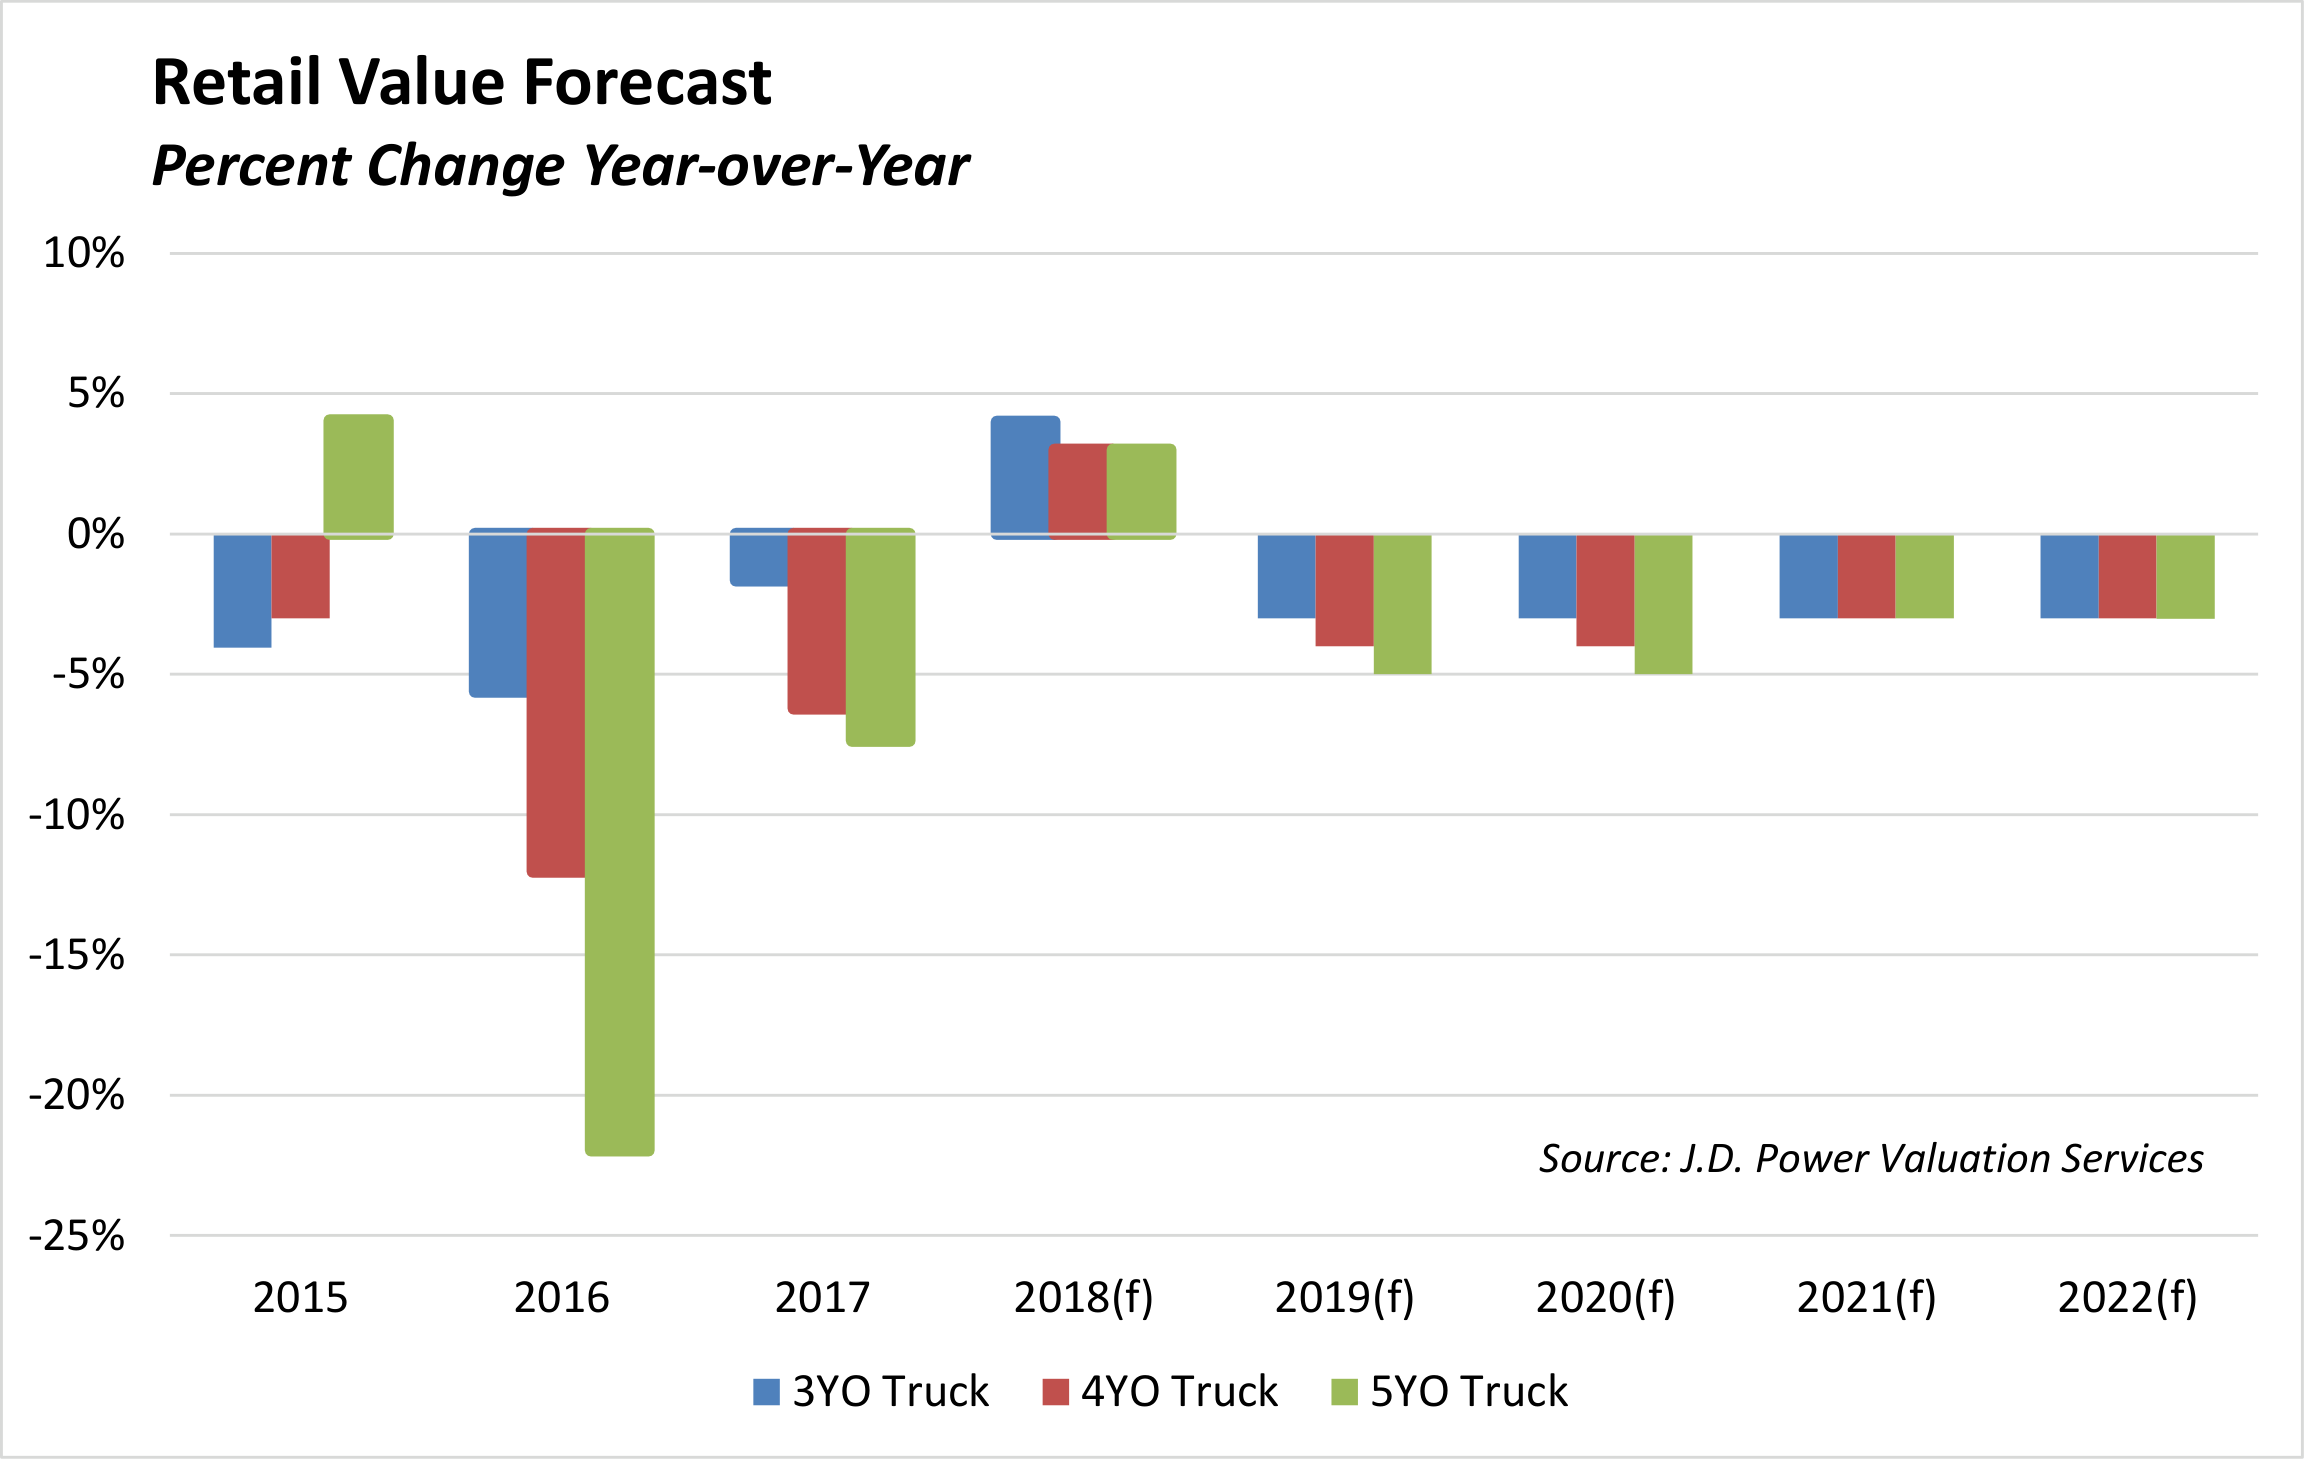 Retail Value Forecast
Percent Change Year-over-Year
10%
5%
0%
-5%
-10%
-15%
-20%
Source: J.D. Power Valuation Services
-25%
2015 2016 2017 2018(f) 2019(f) 2020(f) 2021(f) 2022(f)
3YO Truck 4YO Truck 5YO Truck